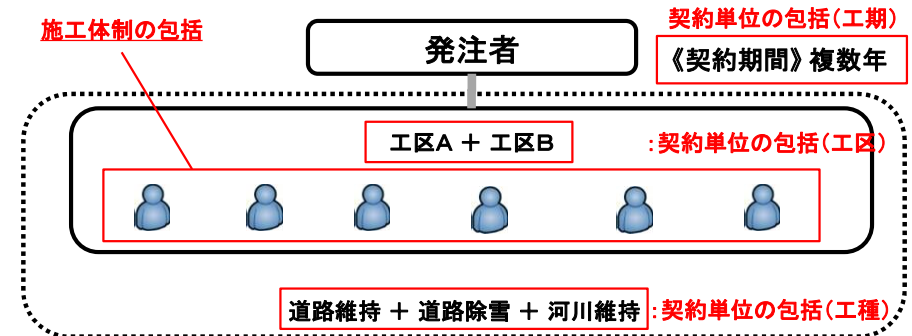 施工体制の包括
発注者
契約単位の包括(工期)
《契約期間》複数年
工区A + 工区B
:契約単位の包括(工区)
道路維持 + 道路除雪 + 河川維持
:契約単位の包括(工種)